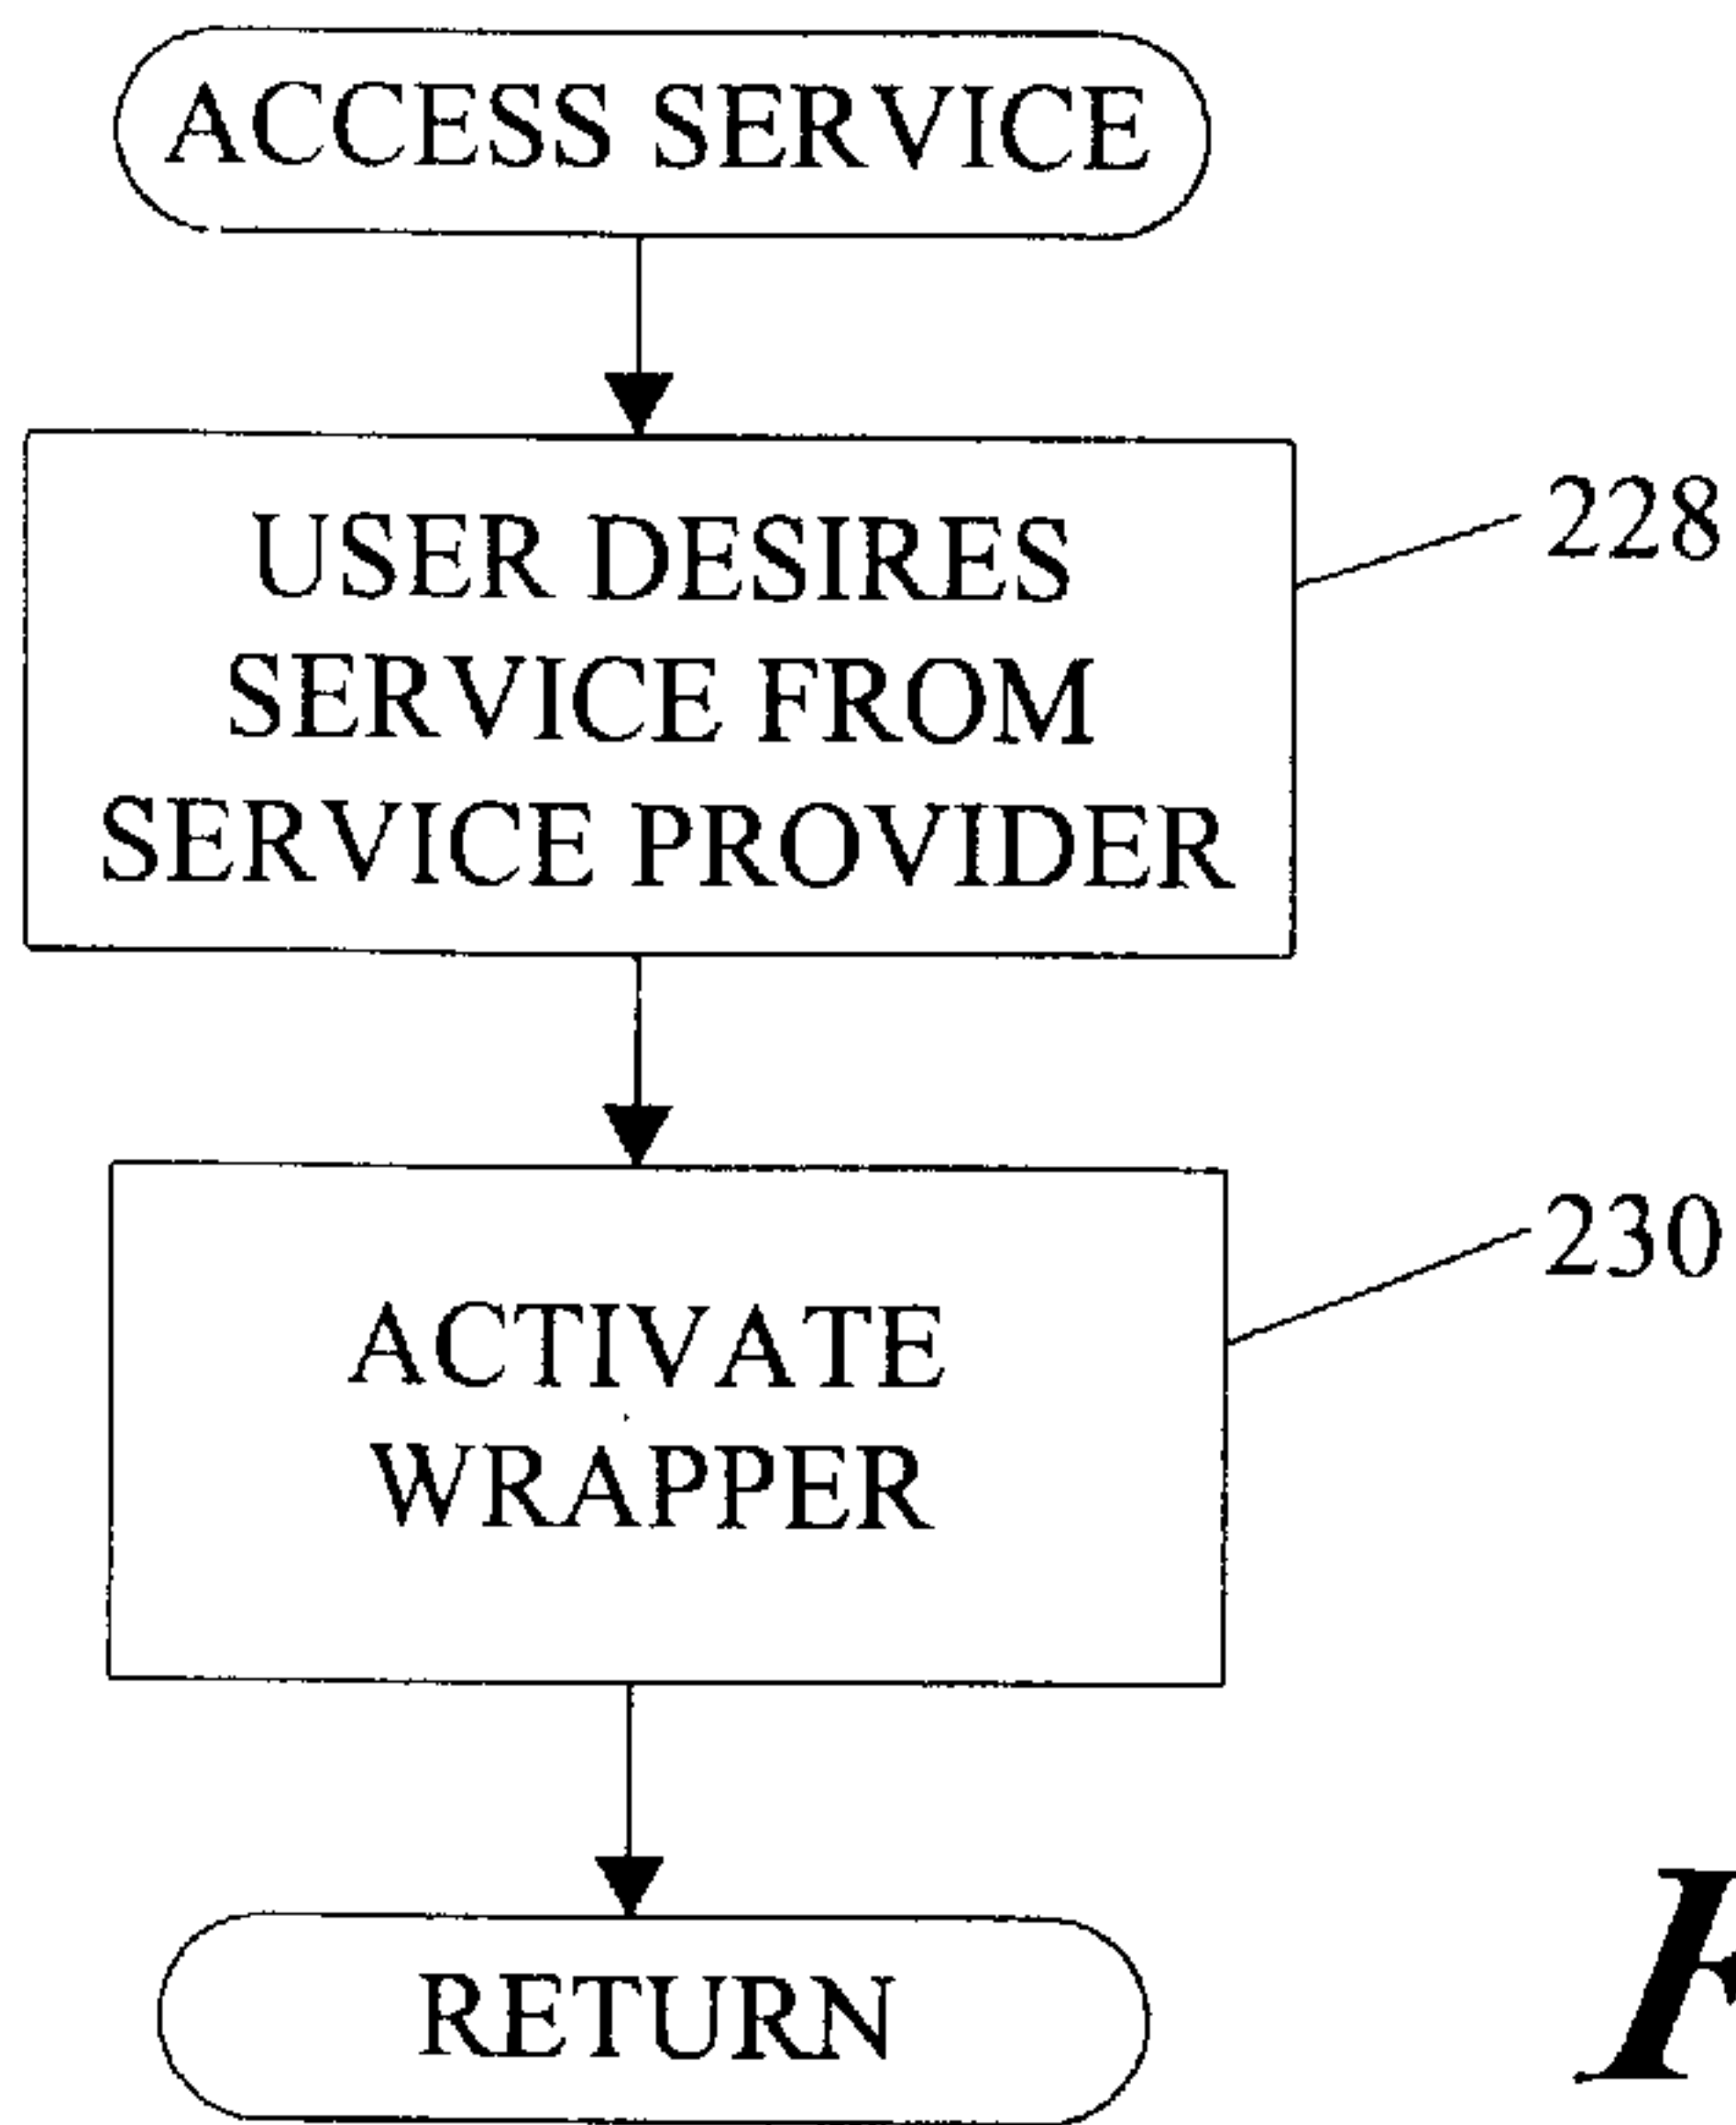 ACCESS SERVICE
USER DESIRES
SERVICE FROM
SERVICE PROVIDER
228
ACTIVATE
WRAPPER
230
RETURN